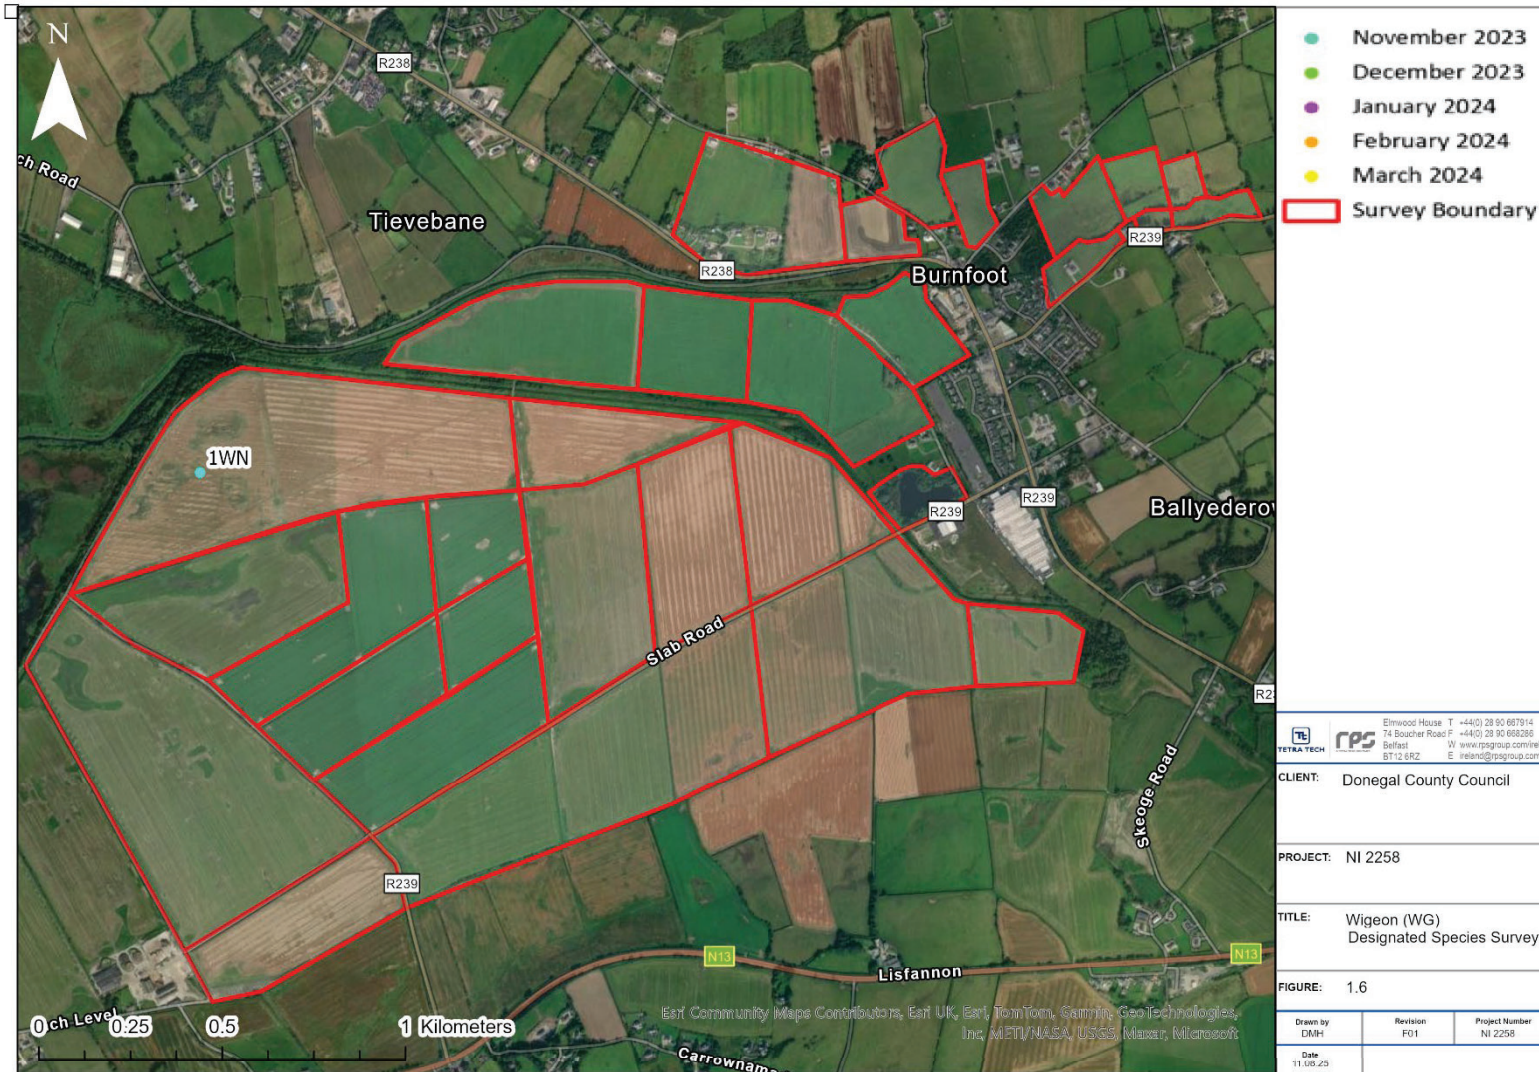 N
R238
ch Road
Tievebane
R238
Burnfoot
R239
1WN
R239
R239
Slab Road
R239
N13
Lisfannon
N13
Skeoge Road
ch Level
0 0.25 0.5 1 Kilometers
Esri Community Maps Contributors, Esri UK, Esri, TomTom, Garmin, GeoTechnologies,
Inc, METI/NASA, USGS, Maxar, Microsoft
November 2023
December 2023
January 2024
February 2024
March 2024
Survey Boundary
TETRA TECH
rps
Elmwood House T +44(0) 28 90 667914
74 Boucher Road F +44(0) 28 90 668286
Belfast W
BT12 6RZ E
CLIENT: Donegal County Council
PROJECT: NI 2258
TITLE: Wigeon (WG)
Designated Species Survey
FIGURE: 1.6
Drawn by Revision Project Number
DMH F01 NI 2258
Date
11.08.25